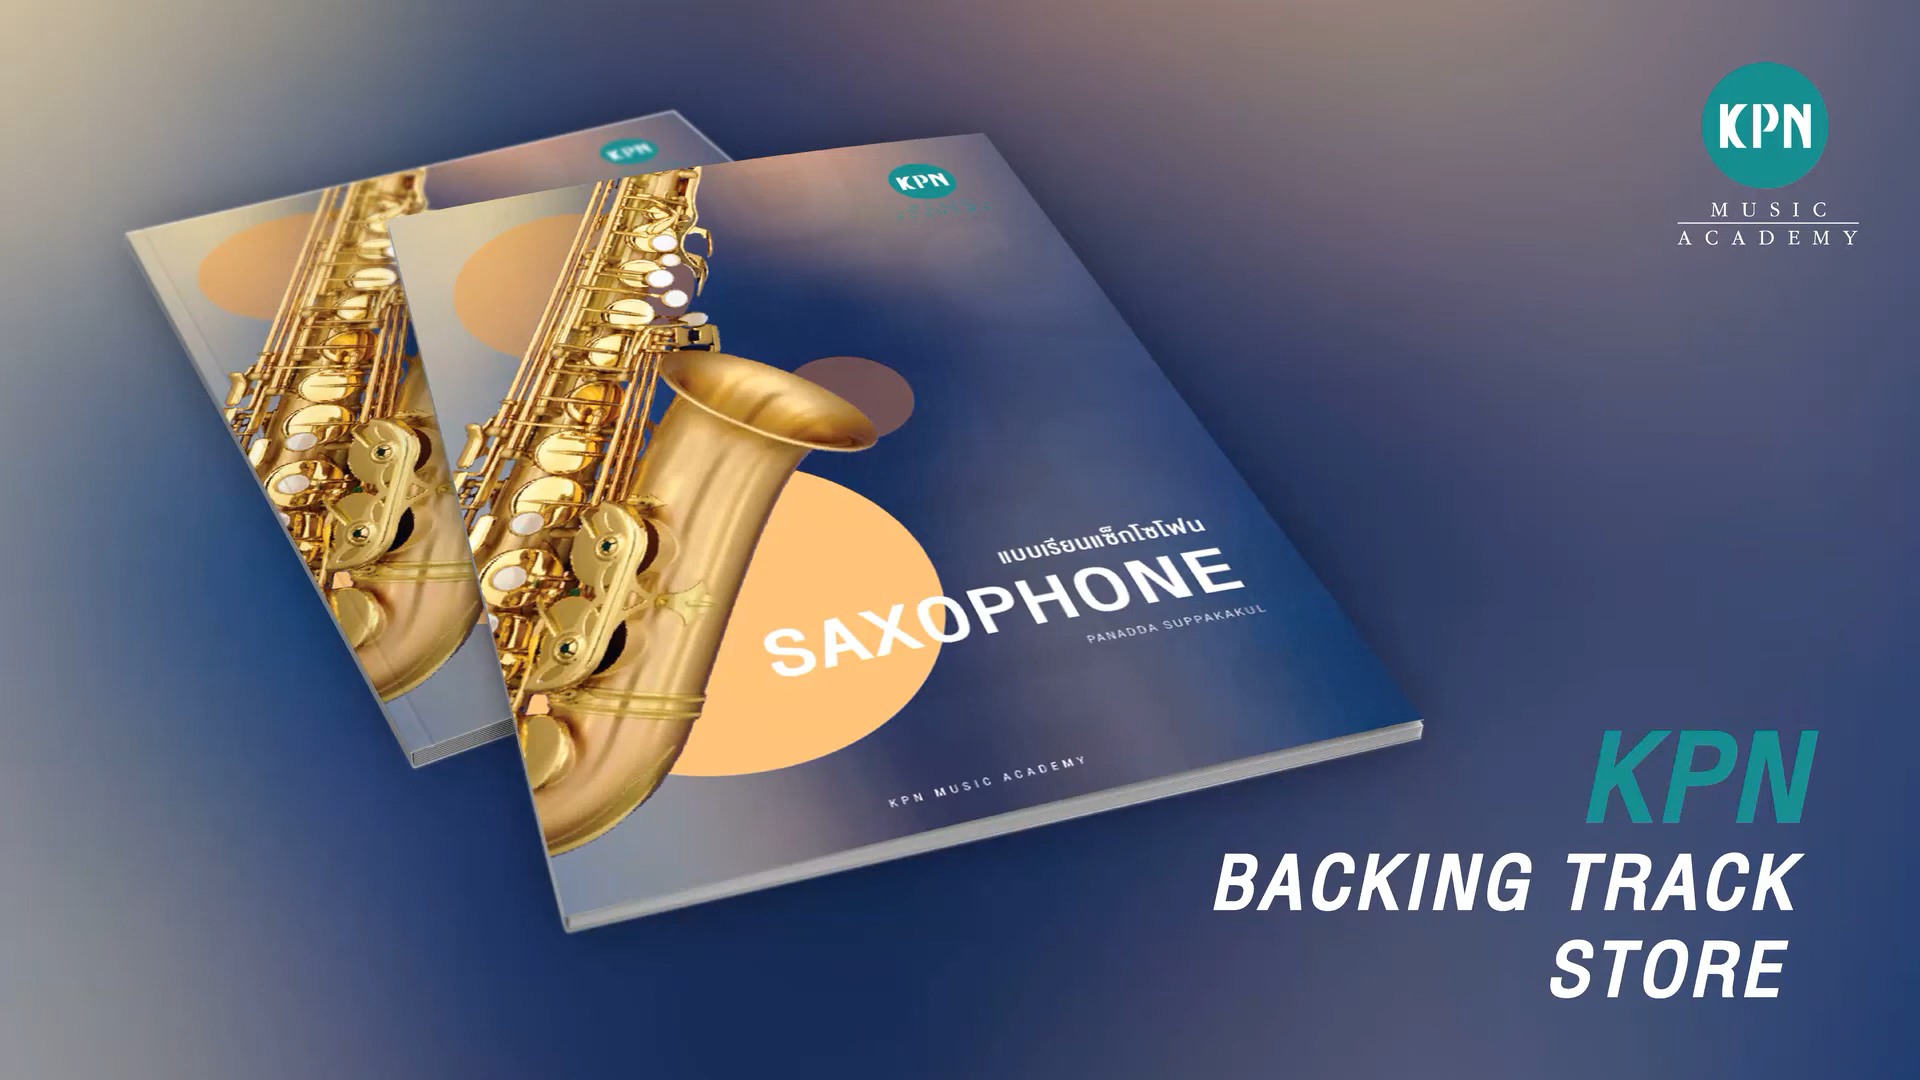 KPN
MUSIC
ACADEMY
KPN
KPN
แบบเรียนแซ็กโซโฟน
SAXOPHONE
PANADDA SUPPAKAKUL
KPN MUSIC ACADEMY
KPN
BACKING TRACK
STORE